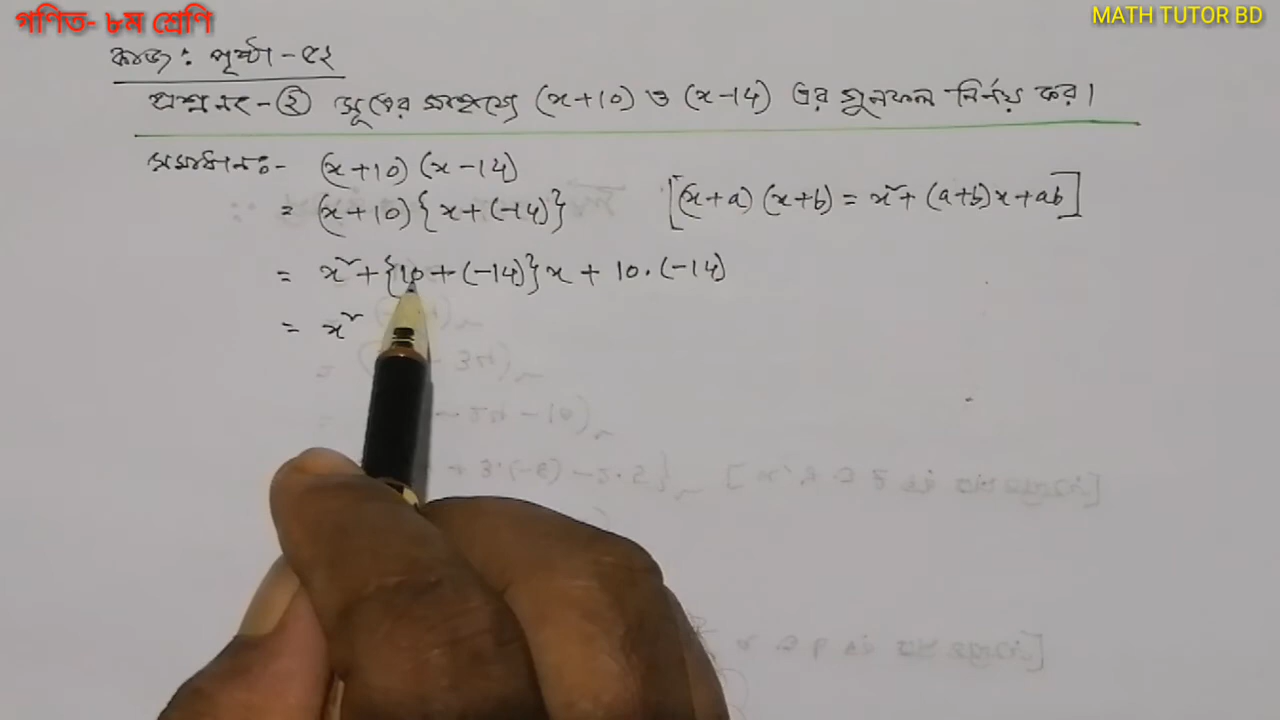 গণিত- ৮ম শ্রেণি
MATH TUTOR BD
কাজ : পৃষ্ঠা - ৫২
প্রশ্ন নং - ② সূত্রের সাহায্যে (x+10) ও (x-14) এর গুনফল নির্নয় কর।
সমাধান ঃ- (x+10) (x-14)
= (x+10) {x+(-14)} [(x+a) (x+b) = x²+ (a+b)x+ab]
= x² + {10 + (-14)}x + 10.(-14)
= x²